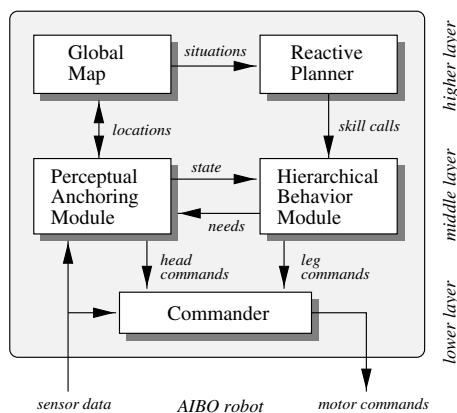 Global
Map
situations
Reactive
Planner
higher layer
locations
skill calls
Perceptual
Anchoring
Module
state
needs
Hierarchical
Behavior
Module
middle layer
head
commands
leg
commands
Commander
lower layer
sensor data
AIBO robot
motor commands